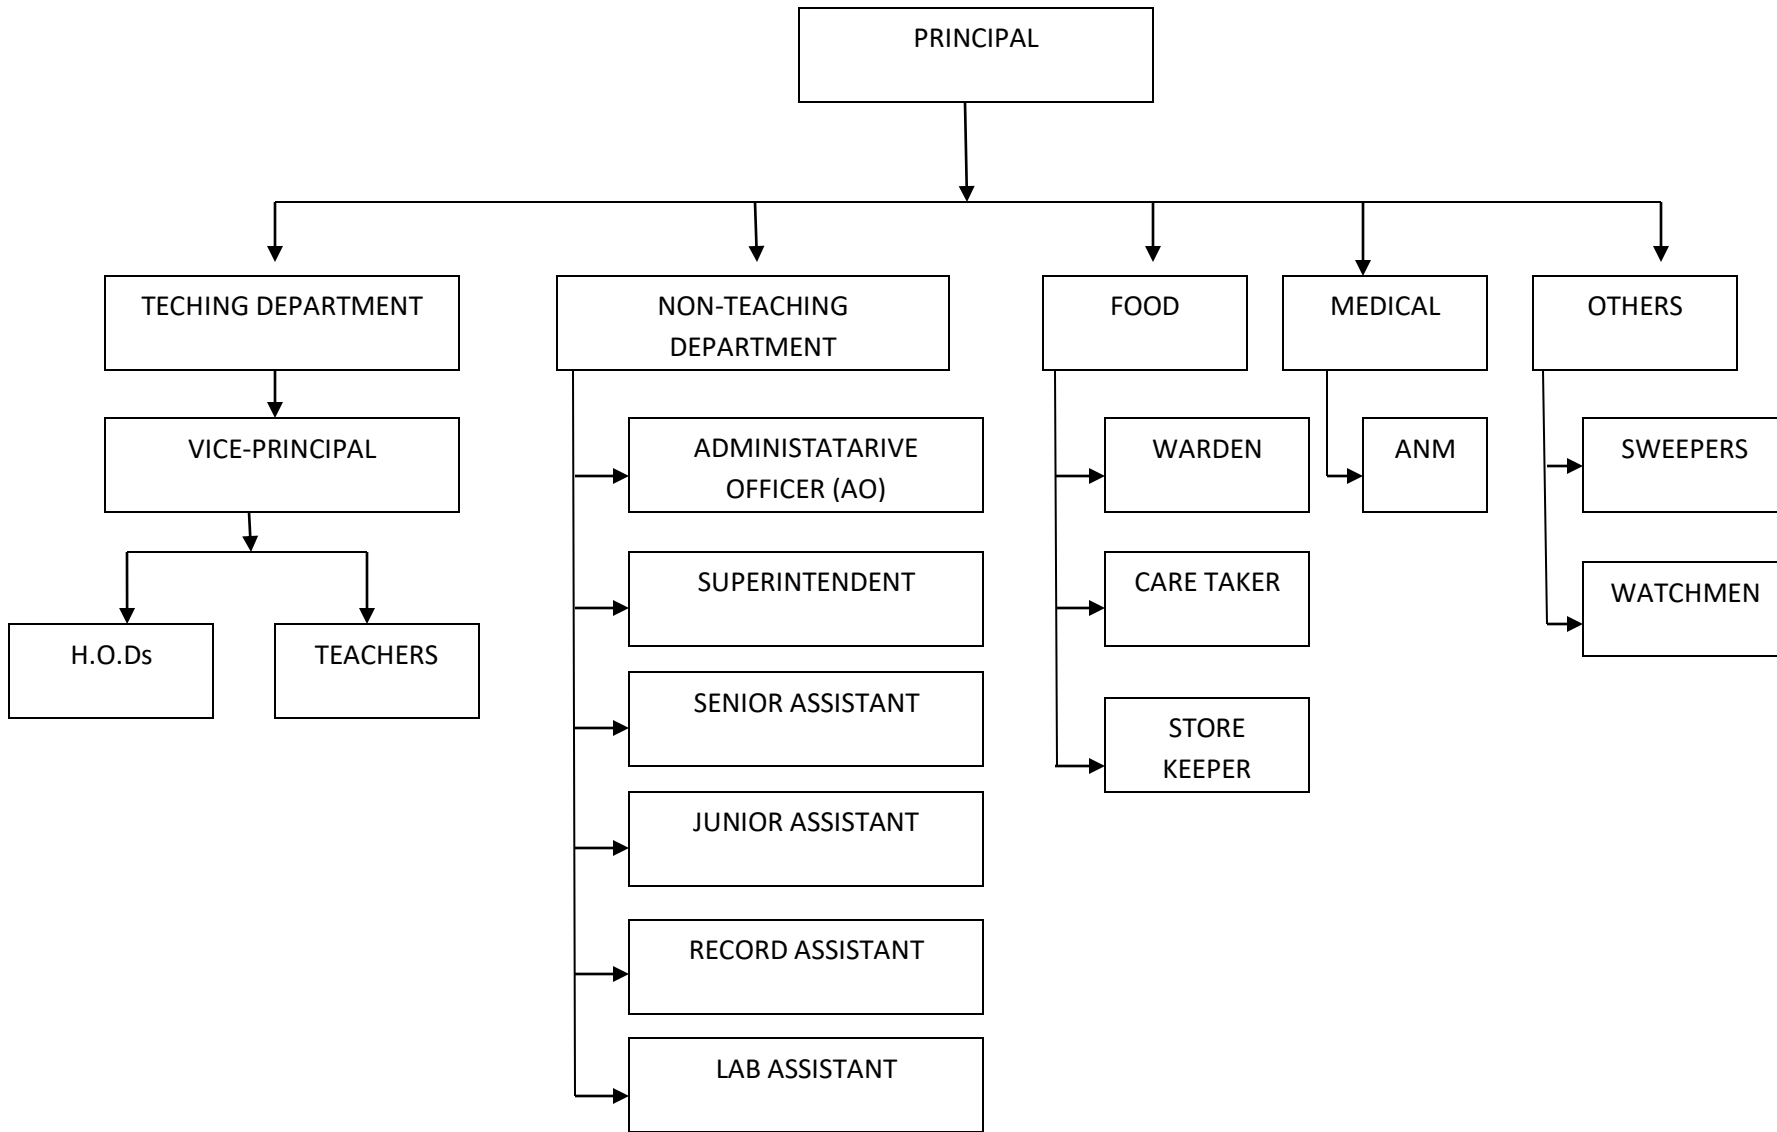 PRINCIPAL
TECHING DEPARTMENT
NON-TEACHING
DEPARTMENT
FOOD
MEDICAL
OTHERS
VICE-PRINCIPAL
H.O.Ds
TEACHERS
ADMINISTATARIVE
OFFICER (AO)
SUPERINTENDENT
SENIOR ASSISTANT
JUNIOR ASSISTANT
RECORD ASSISTANT
LAB ASSISTANT
WARDEN
CARE TAKER
STORE
KEEPER
ANM
SWEEPERS
WATCHMEN